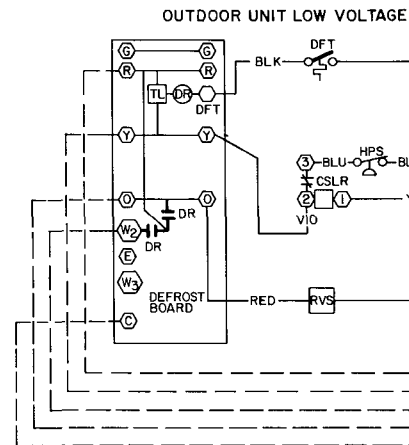 OUTDOOR UNIT LOW VOLTAGE
G G
DFT
BLK
R R
TL DR
DFT
Y Y
3 BLU HPS BL
CSLR
2 1 Y
VIO
O O
DR
W2
DR
E
W3
DEFROST
BOARD
RED RVS
C